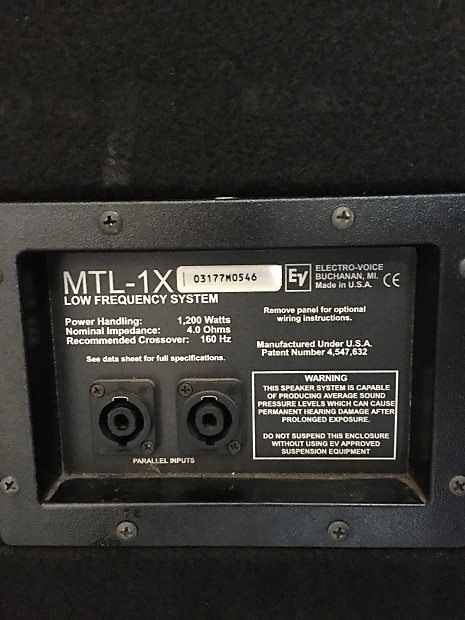 MTL-1X
03177M0546
EV
ELECTRO-VOICE
BUCHANAN, MI.
Made in U.S.A.
CE
LOW FREQUENCY SYSTEM
Power Handling: 1,200 Watts
Nominal Impedance: 4.0 Ohms
Recommended Crossover: 160 Hz
See data sheet for full specifications.
Remove panel for optional
wiring instructions.
Manufactured Under U.S.A.
Patent Number 4,547,632
PARALLEL INPUTS
WARNING
THIS SPEAKER SYSTEM IS CAPABLE
OF PRODUCING AVERAGE SOUND
PRESSURE LEVELS WHICH CAN CAUSE
PERMANENT HEARING DAMAGE AFTER
PROLONGED EXPOSURE.
DO NOT SUSPEND THIS ENCLOSURE
WITHOUT USING EV APPROVED
SUSPENSION EQUIPMENT